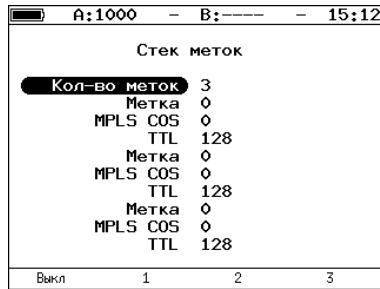 A:1000 – B:---- – 15:12
Стек меток
Кол-во меток 3
Метка 0
MPLS COS 0
TTL 128
Метка 0
MPLS COS 0
TTL 128
Метка 0
MPLS COS 0
TTL 128
Выкл 1 2 3